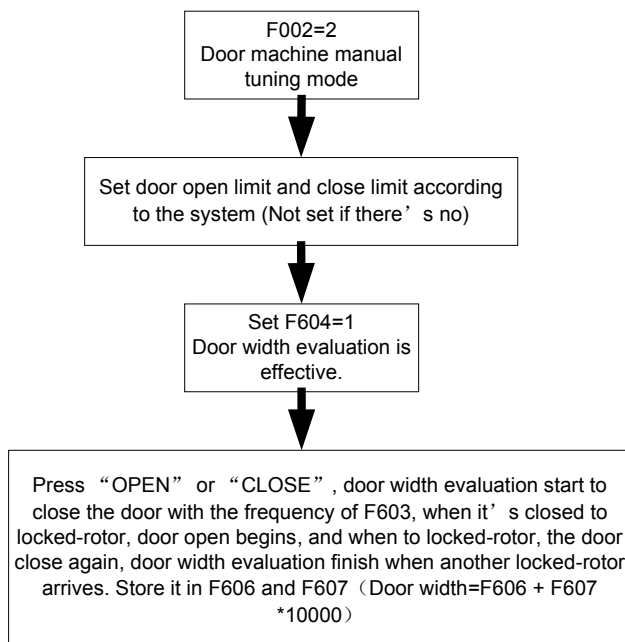 F002=2
Door machine manual
tuning mode
Set door open limit and close limit according
to the system (Not set if there’s no)
Set F604=1
Door width evaluation is
effective.
Press “OPEN” or “CLOSE”, door width evaluation start to
close the door with the frequency of F603, when it’s closed to
locked-rotor, door open begins, and when to locked-rotor, the door
close again, door width evaluation finish when another locked-rotor
arrives. Store it in F606 and F607（Door width=F606 + F607
*10000）